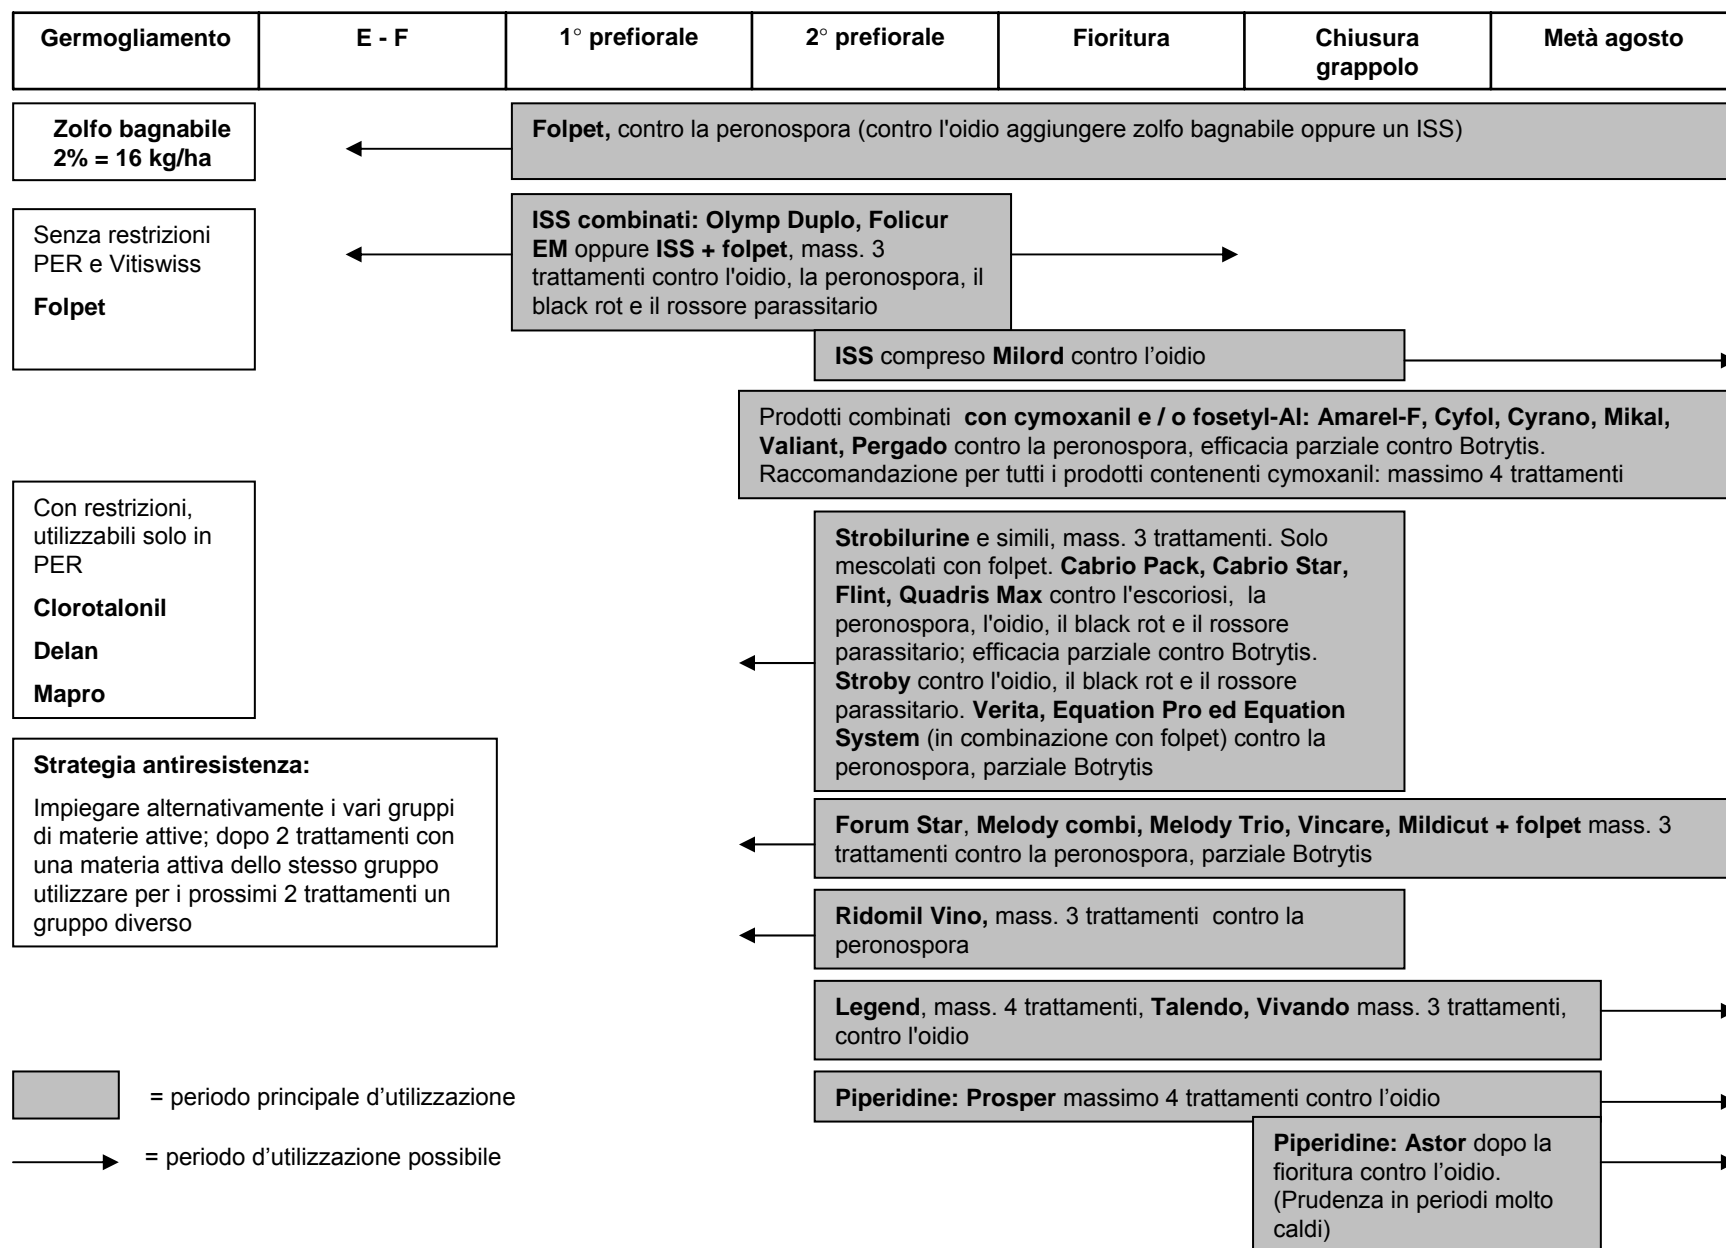 Germogliamento
E - F
1° prefiorale
2° prefiorale
Fioritura
Chiusura
grappolo
Metà agosto
Zolfo bagnabile
2% = 16 kg/ha
Folpet, contro la peronospora (contro l'oidio aggiungere zolfo bagnabile oppure un ISS)
Senza restrizioni
PER e Vitiswiss
Folpet
ISS combinati: Olymp Duplo, Folicur
EM oppure ISS + folpet, mass. 3
trattamenti contro l'oidio, la peronospora, il
black rot e il rossore parassitario
ISS compreso Milord contro l’oidio
Prodotti combinati con cymoxanil e / o fosetyl-Al: Amarel-F, Cyfol, Cyrano, Mikal,
Valiant, Pergado contro la peronospora, efficacia parziale contro Botrytis.
Raccomandazione per tutti i prodotti contenenti cymoxanil: massimo 4 trattamenti
Con restrizioni,
utilizzabili solo in
PER
Clorotalonil
Delan
Mapro
Strobilurine e simili, mass. 3 trattamenti. Solo
mescolati con folpet. Cabrio Pack, Cabrio Star,
Flint, Quadris Max contro l'escoriosi, la
peronospora, l'oidio, il black rot e il rossore
parassitario; efficacia parziale contro Botrytis.
Stroby contro l'oidio, il black rot e il rossore
parassitario. Verita, Equation Pro ed Equation
System (in combinazione con folpet) contro la
peronospora, parziale Botrytis
Strategia antiresistenza:
Impiegare alternativamente i vari gruppi
di materie attive; dopo 2 trattamenti con
una materia attiva dello stesso gruppo
utilizzare per i prossimi 2 trattamenti un
gruppo diverso
Forum Star, Melody combi, Melody Trio, Vincare, Mildicut + folpet mass. 3
trattamenti contro la peronospora, parziale Botrytis
Ridomil Vino, mass. 3 trattamenti contro la
peronospora
Legend, mass. 4 trattamenti, Talendo, Vivando mass. 3 trattamenti,
contro l'oidio
= periodo principale d’utilizzazione
Piperidine: Prosper massimo 4 trattamenti contro l’oidio
= periodo d’utilizzazione possibile
Piperidine: Astor dopo la
fioritura contro l’oidio.
(Prudenza in periodi molto
caldi)